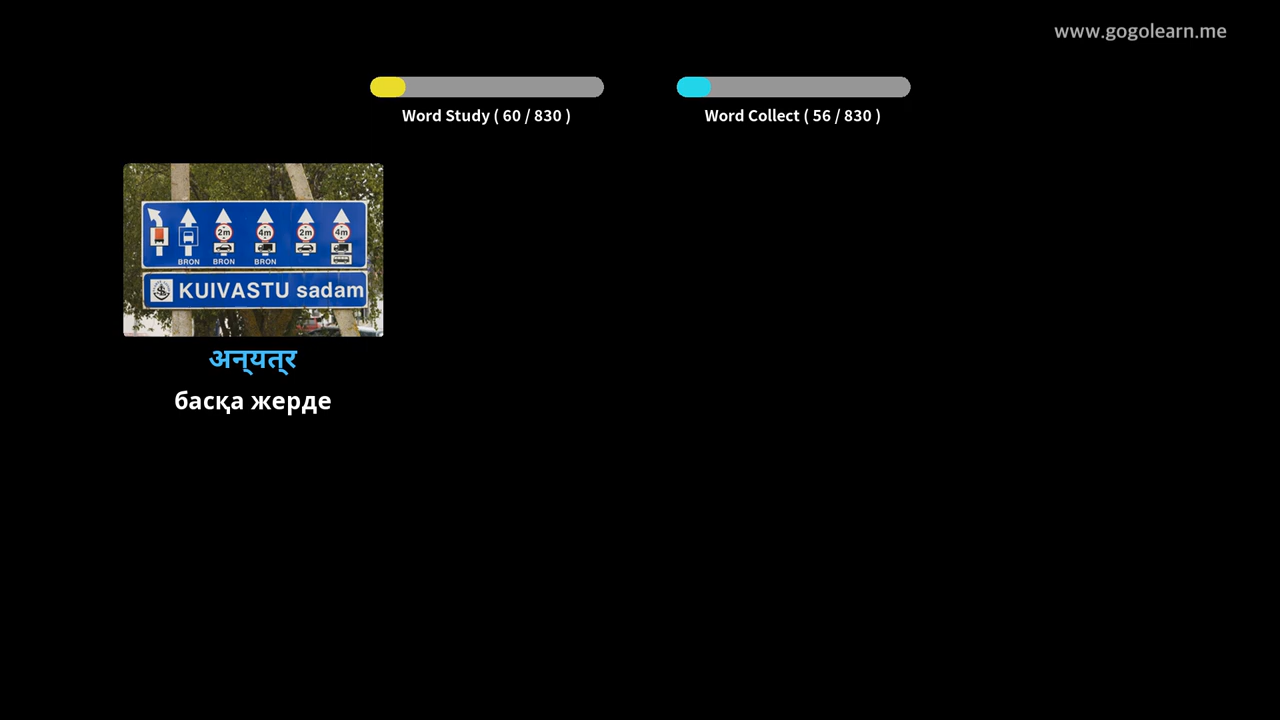 www.gogolearn.me
Word Study ( 60 / 830 )
Word Collect ( 56 / 830 )
2m 4m 2m 4m
BRON BRON BRON
KUIVASTU sadam
अन्यत्र
басқа жерде